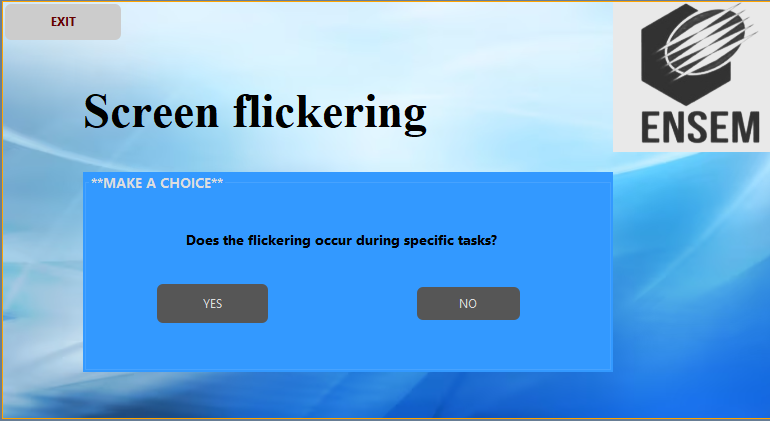 EXIT
ENSEM
Screen flickering
**MAKE A CHOICE**
Does the flickering occur during specific tasks?
YES
NO